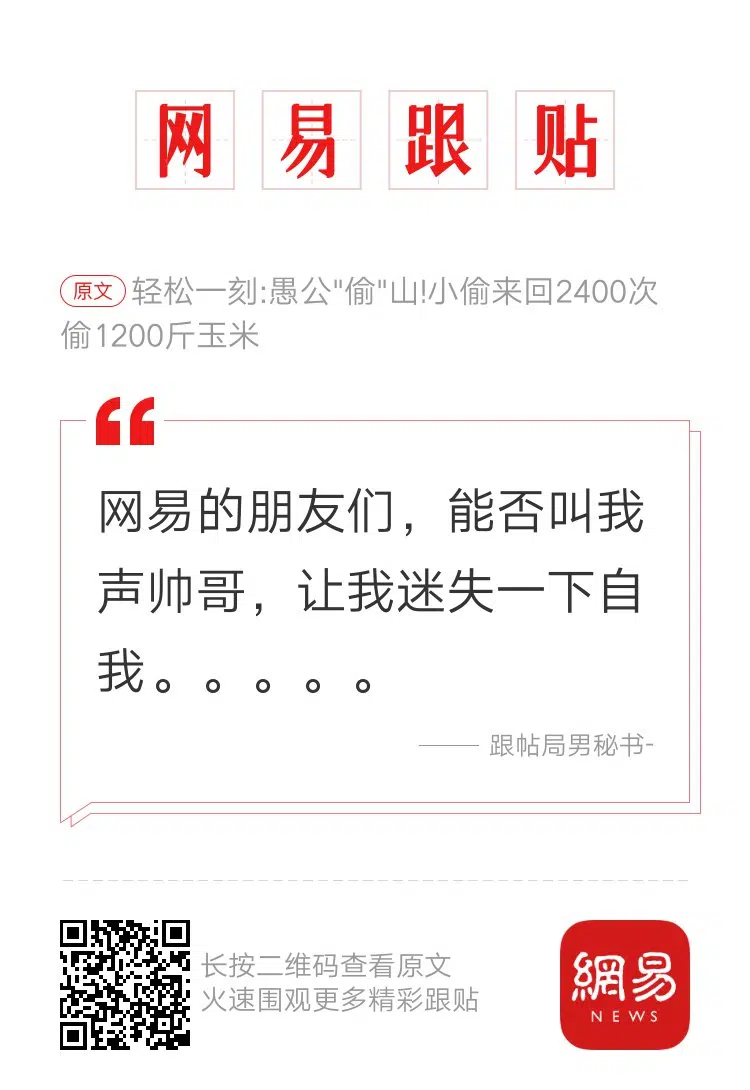 网易跟贴
原文 轻松一刻:愚公"偷"山!小偷来回2400次
偷1200斤玉米
网易的朋友们，能否叫我
声帅哥，让我迷失一下自
我。。。。。
—— 跟帖局男秘书-
长按二维码查看原文
火速围观更多精彩跟贴
網易
NEWS